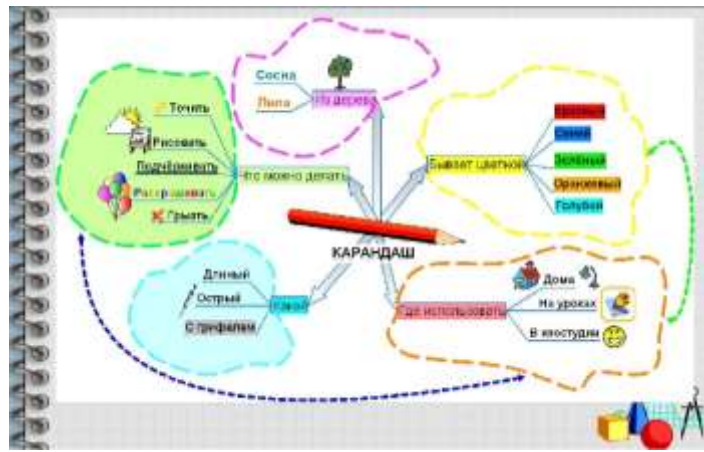 Сосна
Липа
Из дерева
Точить
Рисовать
Подчёркивать
Раскрашивать
Грызть
Что можно делать
Бывает цветной
Красный
Синий
Зелёный
Оранжевый
Голубой
КАРАНДАШ
Длиный
Острый
С грифелем
Какой
Где использовать
Дома
На уроках
В изостудии